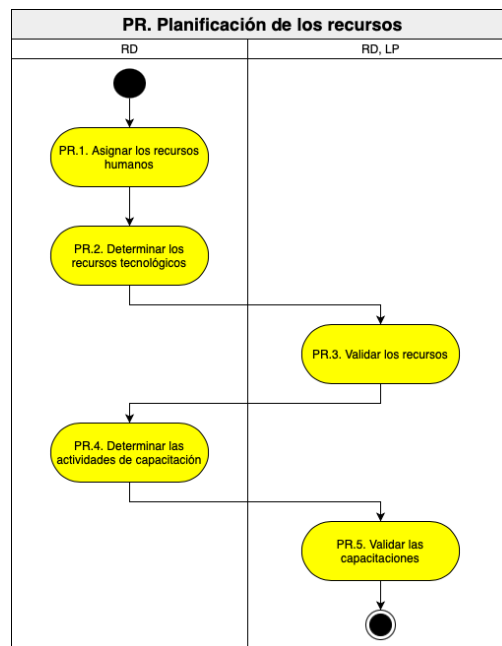 PR. Planificación de los recursos
RD
RD, LP
PR.1. Asignar los recursos
humanos
PR.2. Determinar los
recursos tecnológicos
PR.3. Validar los recursos
PR.4. Determinar las
actividades de capacitación
PR.5. Validar las
capacitaciones